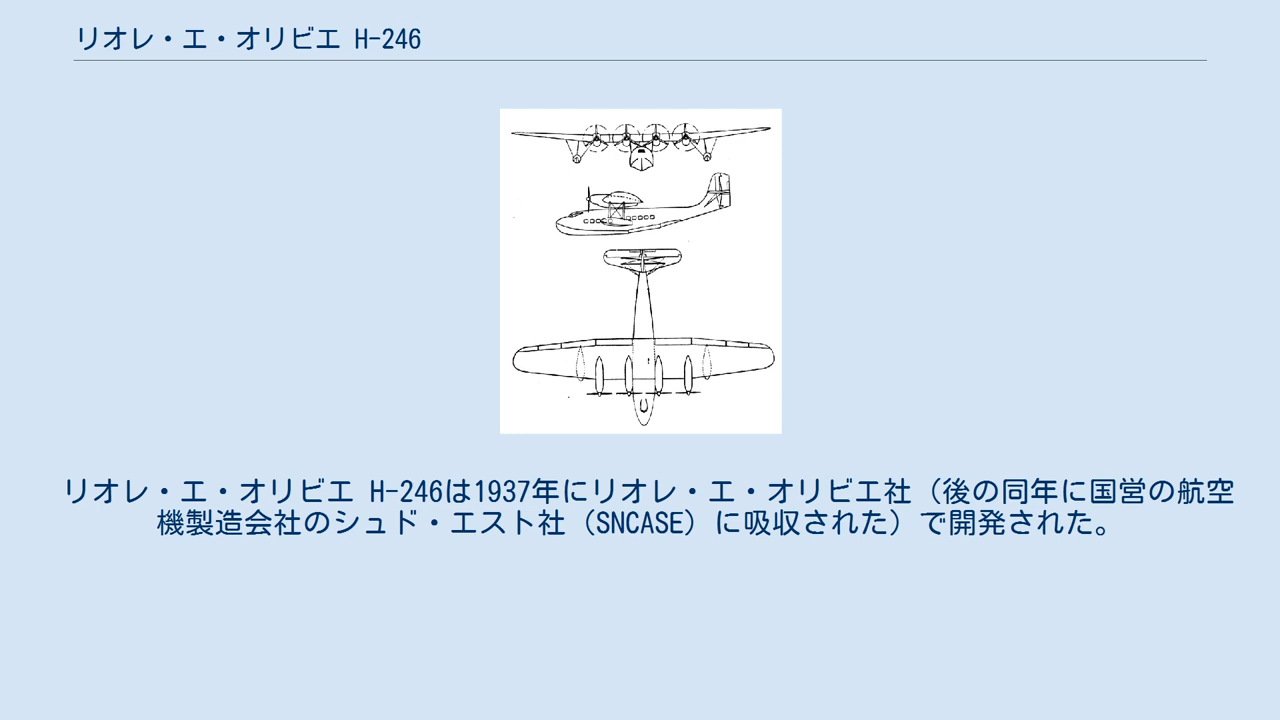 リオレ・エ・オリビエ H-246
リオレ・エ・オリビエ H-246は1937年にリオレ・エ・オリビエ社（後の同年に国営の航空
機製造会社のシュド・エスト社（SNCASE）に吸収された）で開発された。